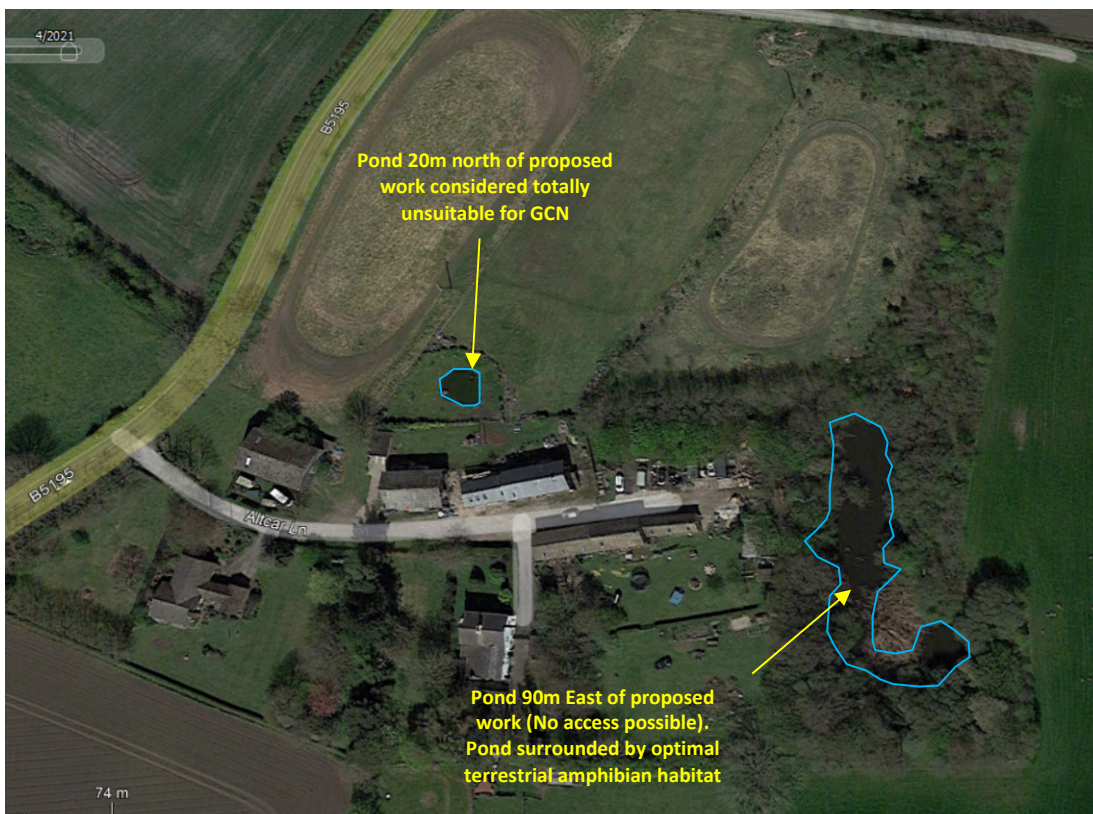 4/2021
B5195
Pond 20m north of proposed
work considered totally
unsuitable for GCN
B5195
Altcar Ln
Pond 90m East of proposed
work (No access possible).
Pond surrounded by optimal
terrestrial amphibian habitat
74 m